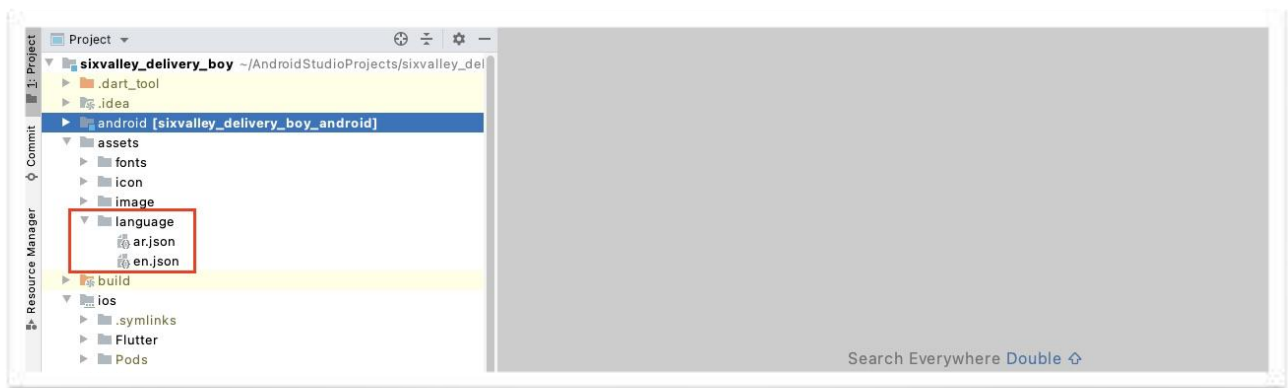 1: Project
Commit
Resource Manager
Project
sixvalley_delivery_boy ~/AndroidStudioProjects/sixvalley_del
.dart_tool
.idea
android [sixvalley_delivery_boy_android]
assets
fonts
icon
image
language
ar.json
en.json
build
ios
.symlinks
Flutter
Pods
Search Everywhere Double ⇧